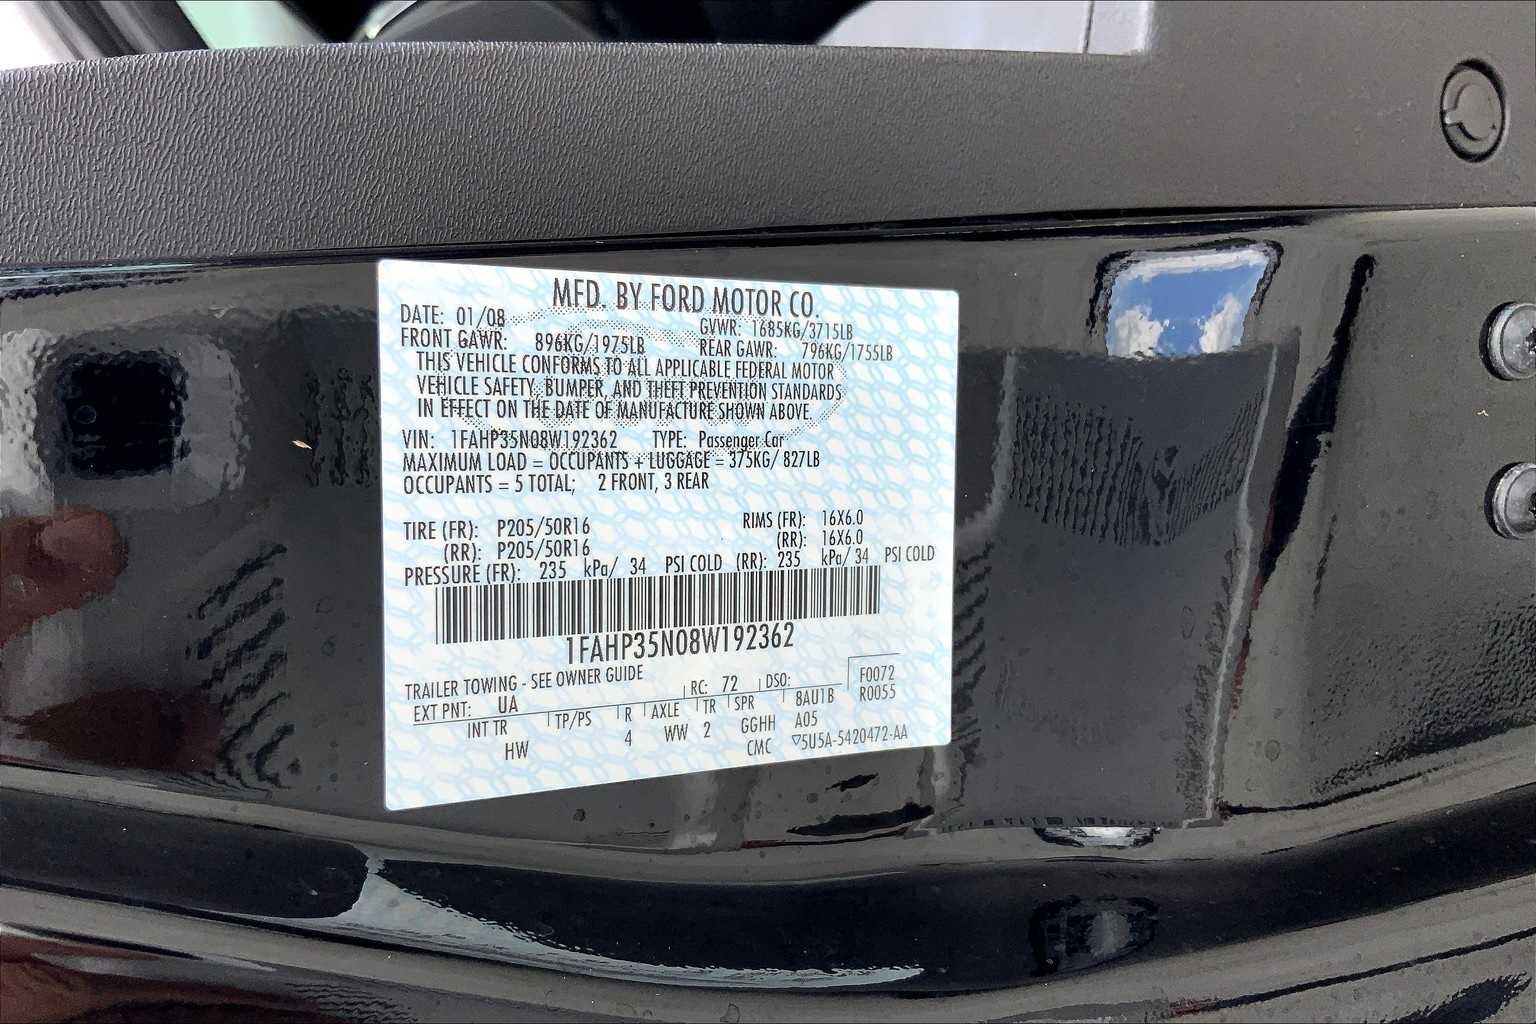 MFD. BY FORD MOTOR CO.
DATE: 01/08 GVWR: 1685KG/3715LB
FRONT GAWR: 896KG/1975LB REAR GAWR: 796KG/1755LB
THIS VEHICLE CONFORMS TO ALL APPLICABLE FEDERAL MOTOR
VEHICLE SAFETY, BUMPER, AND THEFT PREVENTION STANDARDS
IN EFFECT ON THE DATE OF MANUFACTURE SHOWN ABOVE.
VIN: 1FAHP35N08W192362 TYPE: Passenger Car
MAXIMUM LOAD = OCCUPANTS + LUGGAGE = 375KG/ 827LB
OCCUPANTS = 5 TOTAL; 2 FRONT, 3 REAR
TIRE (FR): P205/50R16 RIMS (FR): 16X6.0
(RR): P205/50R16 (RR): 16X6.0
PRESSURE (FR): 235 kPa/ 34 PSI COLD (RR): 235 kPa/ 34 PSI COLD
1FAHP35N08W192362
TRAILER TOWING - SEE OWNER GUIDE F0072
EXT PNT: UA RC: 72 DSO: R0055
INT TR TP/PS R AXLE TR SPR 8AU1B
HW 4 WW 2 GGHH A05
CMC ▽5U5A-5420472-AA